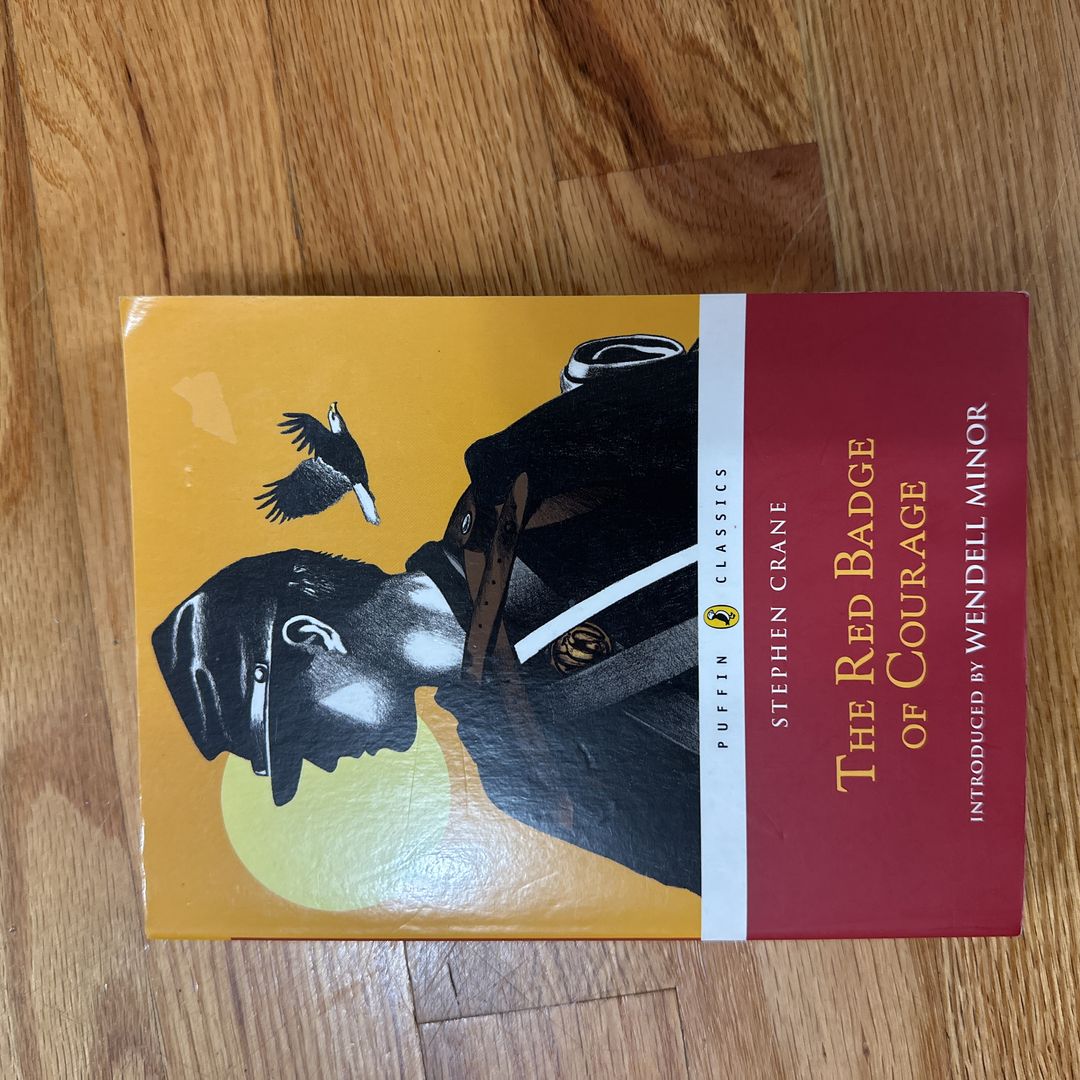 PUFFIN CLASSICS
STEPHEN CRANE
THE RED BADGE
OF COURAGE
INTRODUCED BY WENDELL MINOR